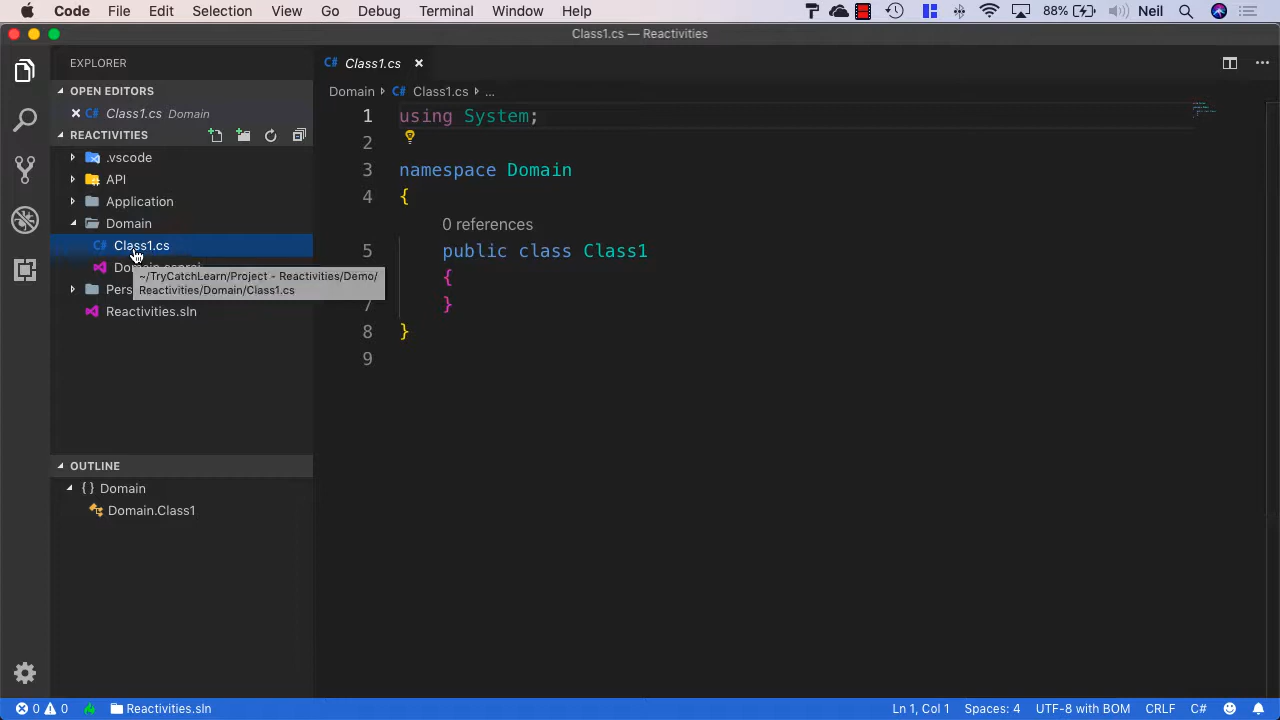 Code File Edit Selection View Go Debug Terminal Window Help 88% Neil
Class1.cs — Reactivities
EXPLORER
OPEN EDITORS
C# Class1.cs Domain
REACTIVITIES
.vscode
API
Application
Domain
C# Class1.cs
~/TryCatchLearn/Project - Reactivities/Demo/
Reactivities/Domain/Class1.cs
Reactivities.sln
OUTLINE
{ } Domain
Domain.Class1
C# Class1.cs
Domain C# Class1.cs ...
1 using System;
2
3 namespace Domain
4 {
0 references
5 public class Class1
{
7 }
8 }
9
0 0 Reactivities.sln Ln 1, Col 1 Spaces: 4 UTF-8 with BOM CRLF C#